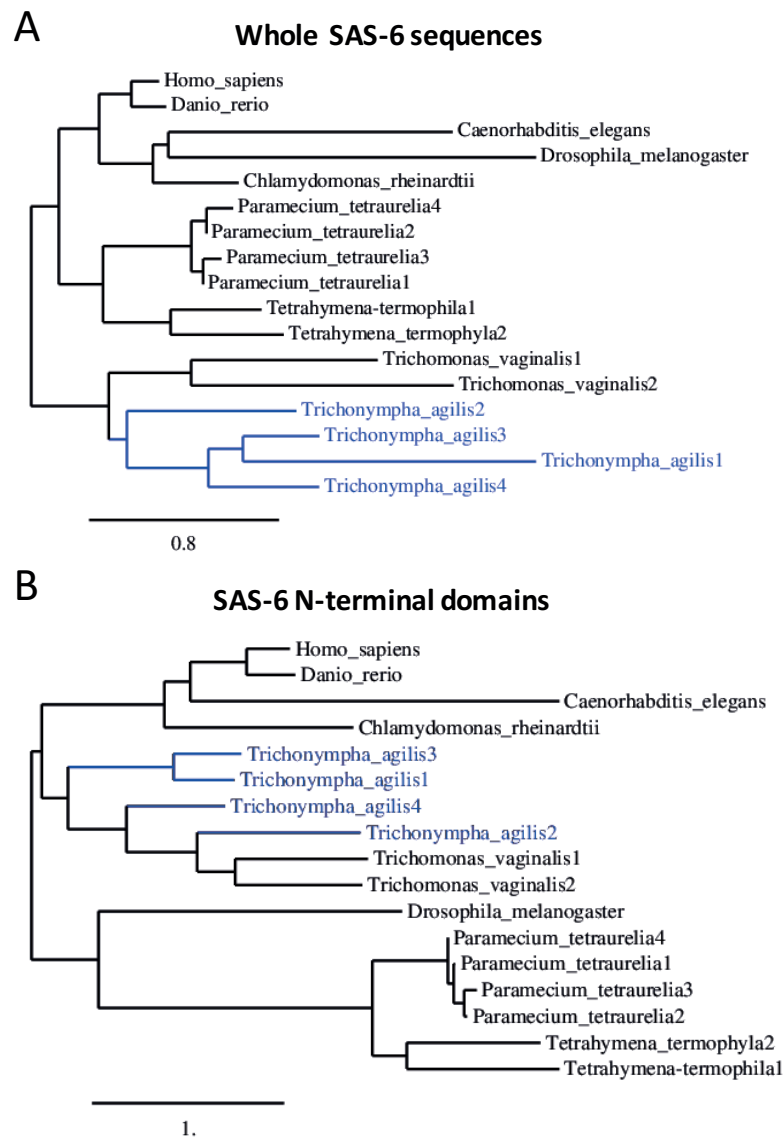 A
Whole SAS-6 sequences
Homo_sapiens
Danio_rerio
Caenorhabditis_elegans
Drosophila_melanogaster
Chlamydomonas_rheinardtii
Paramecium_tetraurelia4
Paramecium_tetraurelia2
Paramecium_tetraurelia3
Paramecium_tetraurelia1
Tetrahymena-termophila1
Tetrahymena_termophyla2
Trichomonas_vaginalis1
Trichomonas_vaginalis2
Trichonympha_agilis2
Trichonympha_agilis3
Trichonympha_agilis1
Trichonympha_agilis4
0.8
B
SAS-6 N-terminal domains
Homo_sapiens
Danio_rerio
Caenorhabditis_elegans
Chlamydomonas_rheinardtii
Trichonympha_agilis3
Trichonympha_agilis1
Trichonympha_agilis4
Trichonympha_agilis2
Trichomonas_vaginalis1
Trichomonas_vaginalis2
Drosophila_melanogaster
Paramecium_tetraurelia4
Paramecium_tetraurelia1
Paramecium_tetraurelia3
Paramecium_tetraurelia2
Tetrahymena_termophyla2
Tetrahymena-termophila1
1.